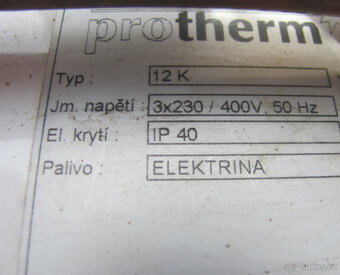 protherm
Typ : 12 K
Jm. napětí : 3x230 / 400V, 50 Hz
El. krytí : IP 40
Palivo : ELEKTRINA